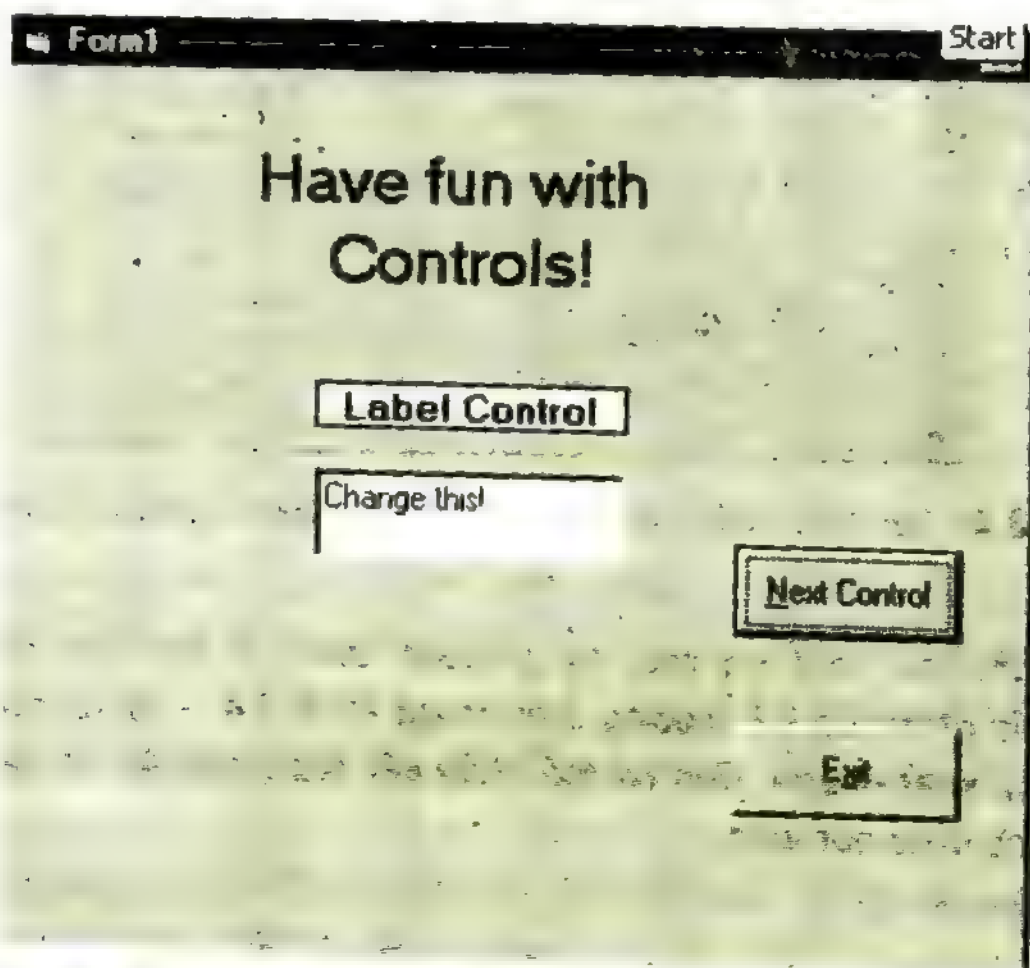 Form1
Start
Have fun with
Controls!
Label Control
Change this!
Next Control
Exit